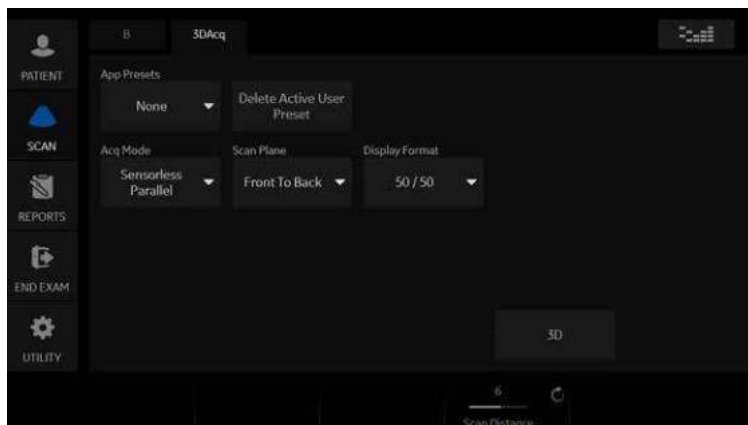 B
3DAcq
PATIENT
App Presets
None
Delete Active User
Preset
SCAN
Acq Mode
Scan Plane
Display Format
Sensorless
Parallel
Front To Back
50 / 50
REPORTS
END EXAM
3D
UTILITY
6
Scan Distance